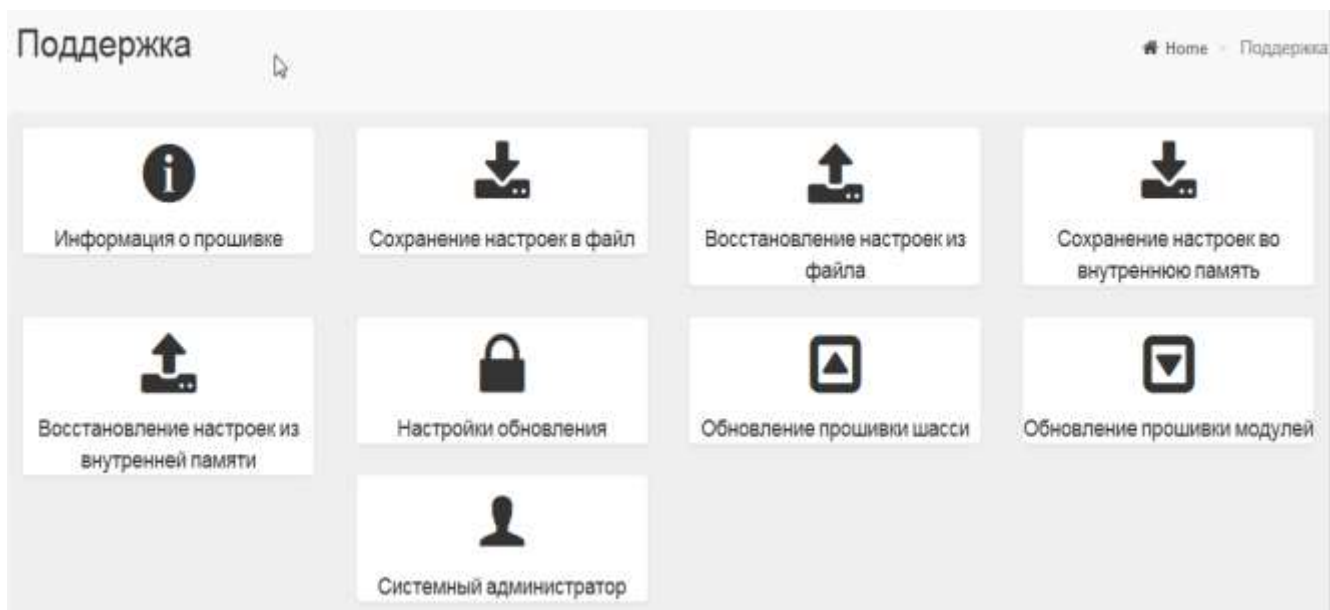 Поддержка
Home
Поддержка
Информация о прошивке
Сохранение настроек в файл
Восстановление настроек из
файла
Сохранение настроек во
внутреннюю память
Восстановление настроек из
внутренней памяти
Настройки обновления
Обновление прошивки шасси
Обновление прошивки модулей
Системный администратор